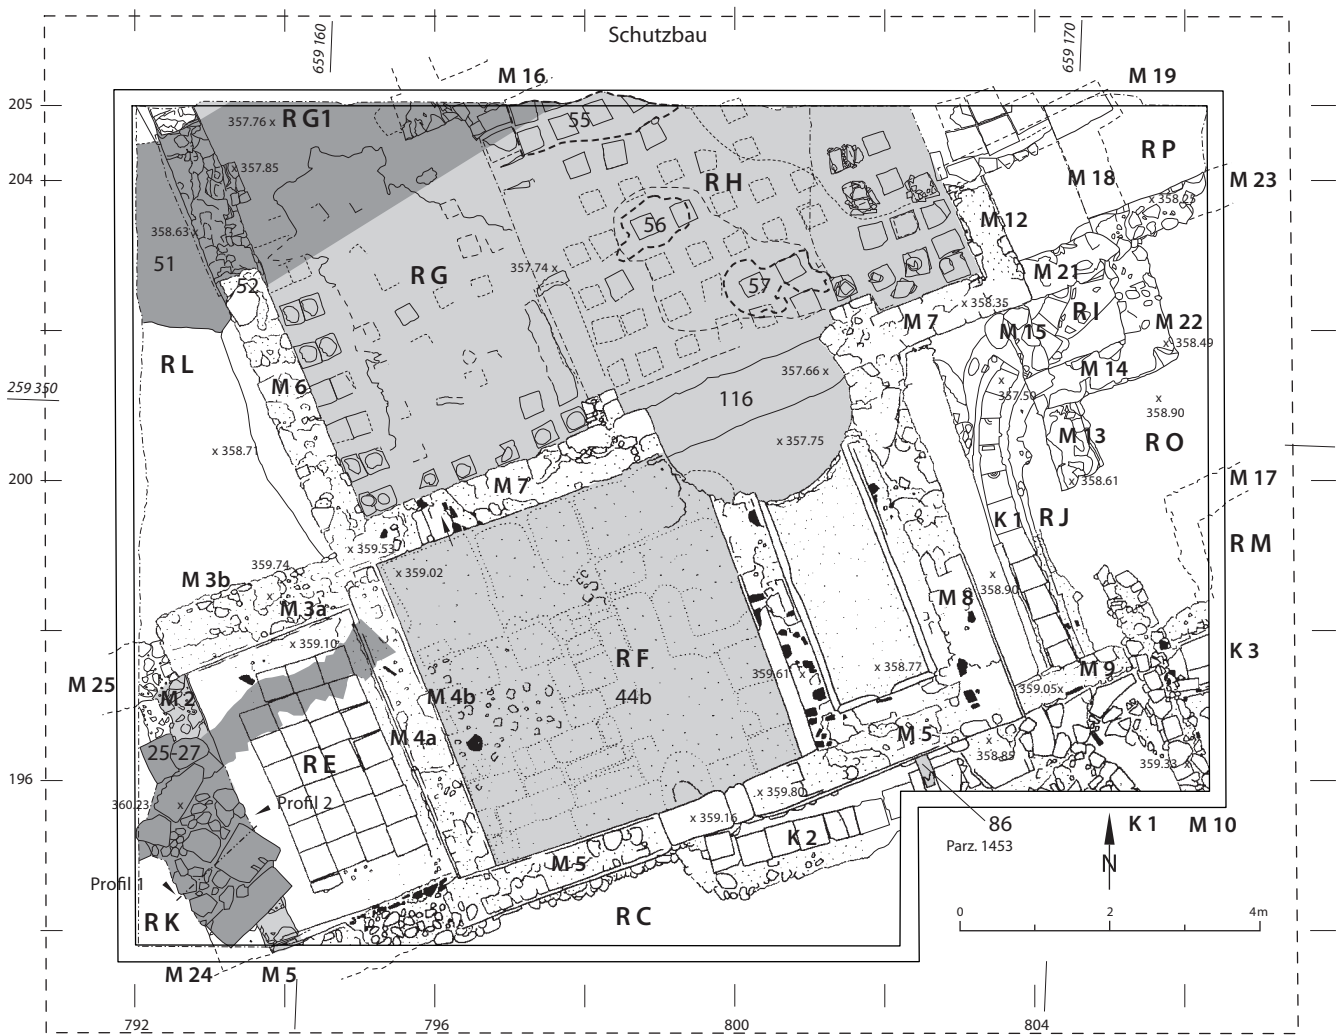 Schutzbau
659 160
659 170
M 16
M 19
205
357.76 x
R G1
55
R P
204
x 357.85
R H
M 18
M 23
x 358.25
358.63 x
56
M 12
51
R G
357.74 x
M 21
52
57
R I
x 358.35
M 7
M 15
M 22
x 358.49
R L
357.66 x
M 14
259 350
M 6
116
357.50
x
358.90
x 358.71
x 357.75
M 13
R O
x 358.61
200
M 7
M 17
K 1
R J
x 359.53
R M
359.74
x
x 359.02
M 3b
x
358.90
M 3a
M 8
x 359.10
R F
K 3
M 25
M 2
M 4b
44b
359.61 x
x 358.77
M 9
359.05x
M 4a
M 5
25-27
R E
x
358.89
359.33 x
196
360.23
x
Profil 2
x 359.80
x 359.16
86
K 1
M 10
K 2
Parz. 1453
M 5
N
Profil 1
R K
R C
0
2
4m
M 24
M 5
792
796
800
804